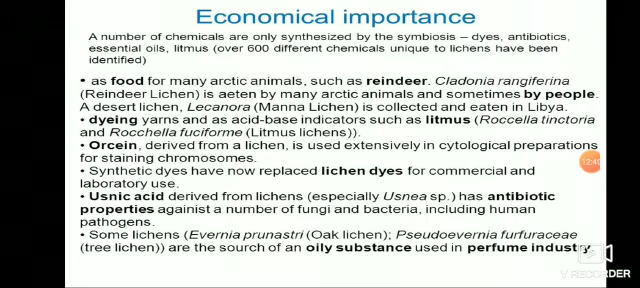 Economical importance
A number of chemicals are only synthesized by the symbiosis – dyes, antibiotics,
essential oils, litmus (over 600 different chemicals unique to lichens have been
identified)
• as food for many arctic animals, such as reindeer. Cladonia rangiferina
(Reindeer Lichen) is aeten by many arctic animals and sometimes by people.
A desert lichen, Lecanora (Manna Lichen) is collected and eaten in Libya.
• dyeing yarns and as acid-base indicators such as litmus (Roccella tinctoria
and Rocchella fuciforme (Litmus lichens)).
• Orcein, derived from a lichen, is used extensively in cytological preparations
for staining chromosomes.
12:40
• Synthetic dyes have now replaced lichen dyes for commercial and
laboratory use.
• Usnic acid derived from lichens (especially Usnea sp.) has antibiotic
properties againist a number of fungi and bacteria, including human
pathogens.
• Some lichens (Evernia prunastri (Oak lichen); Pseudoevernia furfuraceae
(tree lichen)) are the sourch of an oily substance used in perfume industry.
V.RECORDER